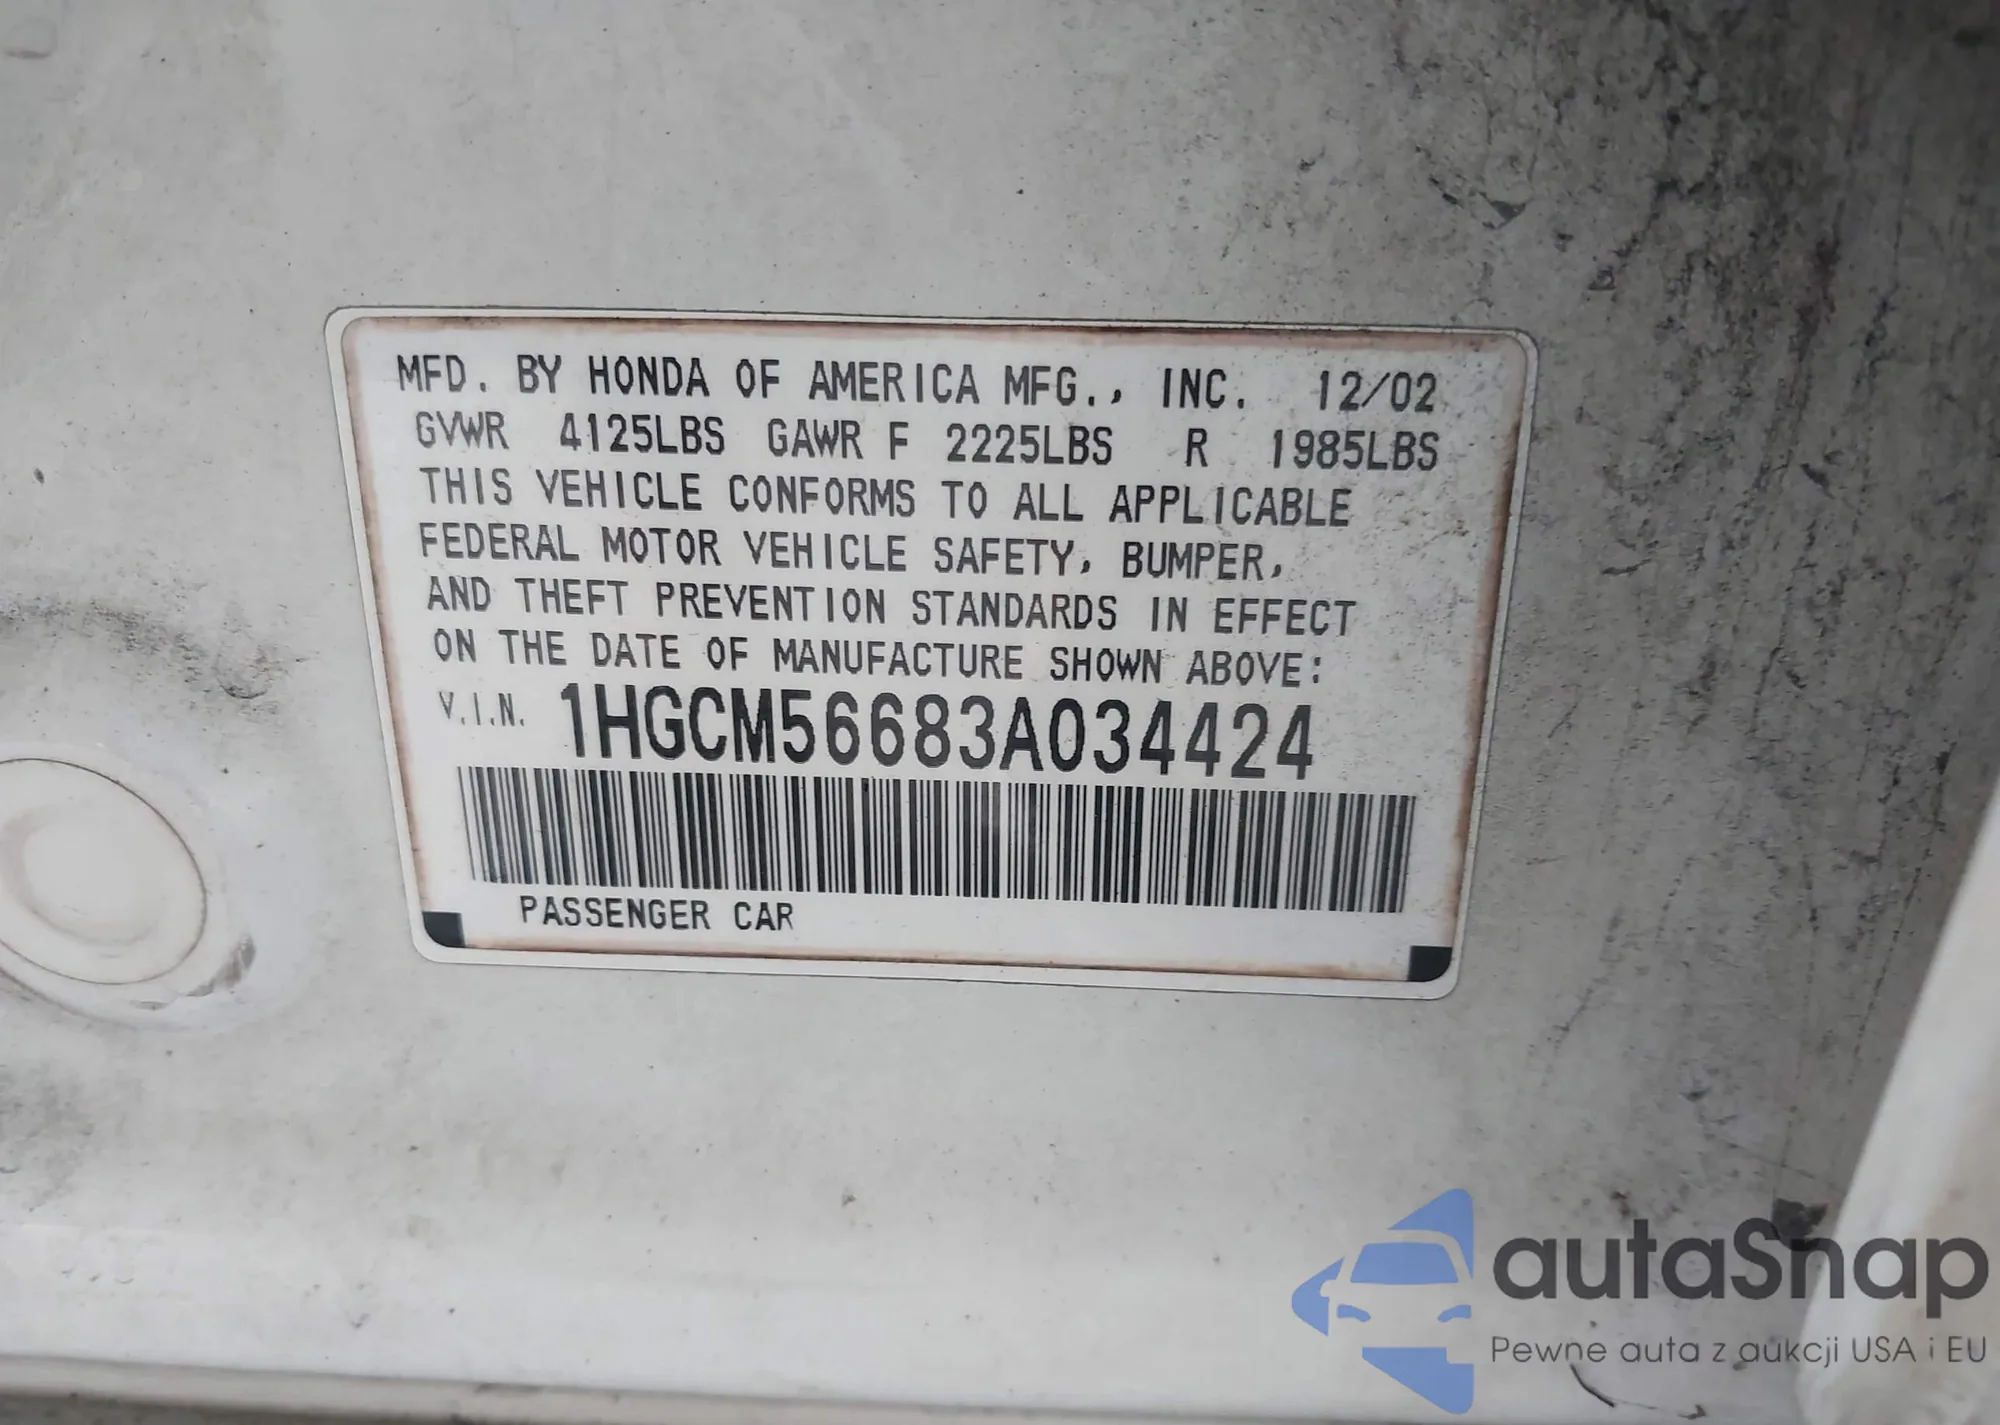 MFD. BY HONDA OF AMERICA MFG., INC. 12/02
GVWR 4125LBS GAWR F 2225LBS R 1985LBS
THIS VEHICLE CONFORMS TO ALL APPLICABLE
FEDERAL MOTOR VEHICLE SAFETY, BUMPER,
AND THEFT PREVENTION STANDARDS IN EFFECT
ON THE DATE OF MANUFACTURE SHOWN ABOVE:
V.I.N. 1HGCM56683A034424
PASSENGER CAR
autaSnap
Pewne auta z aukcji USA i EU